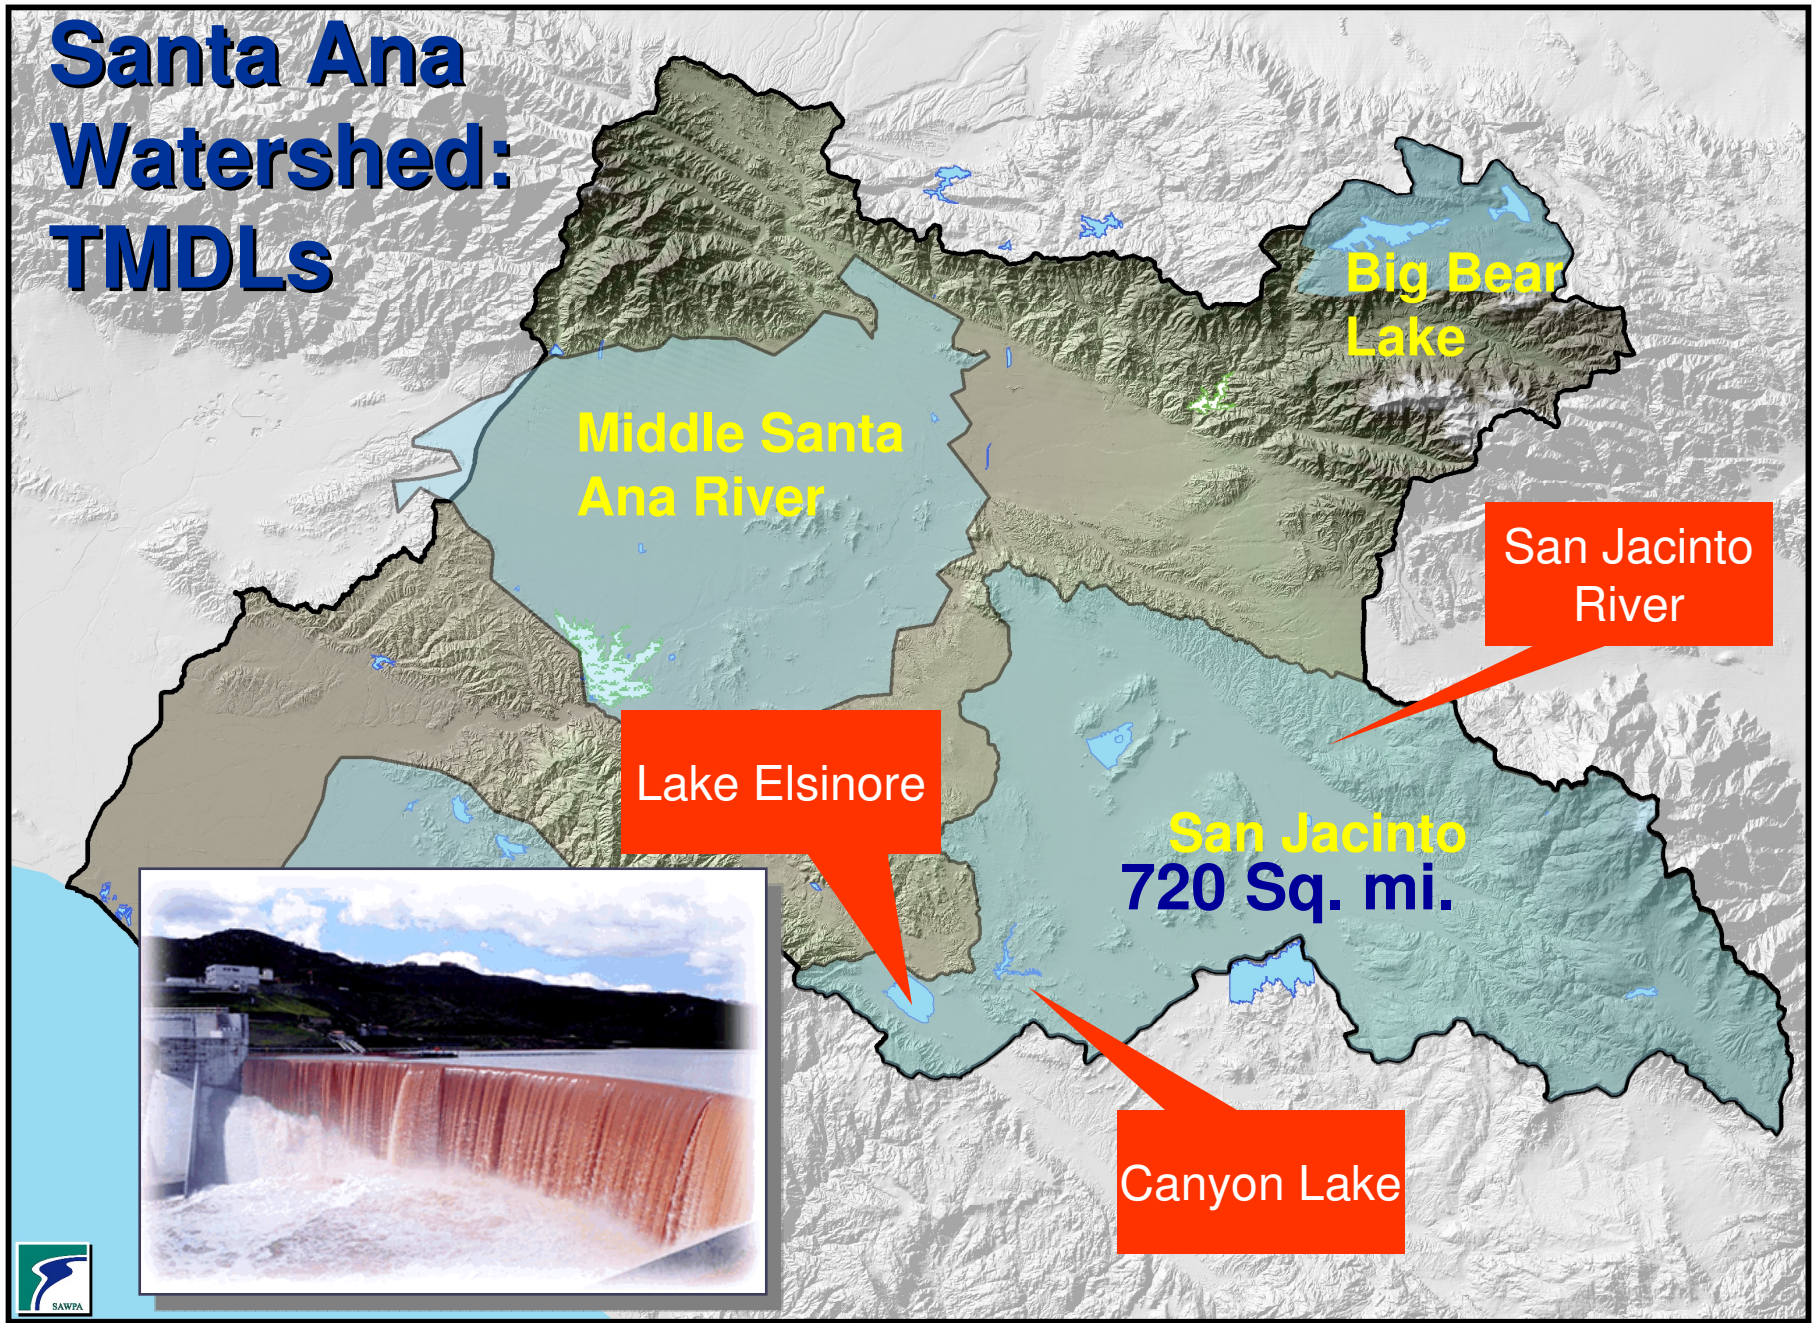 Santa Ana
Watershed:
TMDLs
Big Bear
Lake
Middle Santa
Ana River
San Jacinto
River
Lake Elsinore
San Jacinto
720 Sq. mi.
Canyon Lake
SAWPA